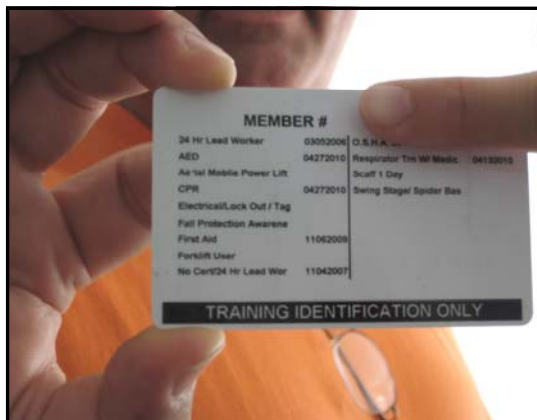 MEMBER #
24 Hr Lead Worker 03052006
AED 04272010
Aerial Mobile Power Lift
CPR 04272010
Electrical/Lock Out / Tag
Fall Protection Awarene
First Aid 11062009
Forklift User
No Cert/24 Hr Lead Wor 11042007
O.S.H.A.
Respirator Trn W/ Medic 04132010
Scaff 1 Day
Swing Stage/ Spider Bas
TRAINING IDENTIFICATION ONLY